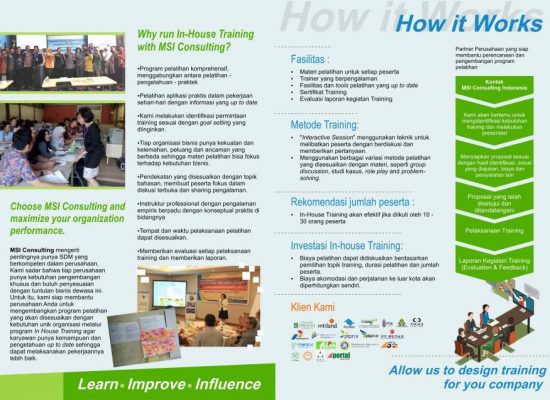 Why run In-House Training
with MSI Consulting?
•Program pelatihan komprehensif,
menggabungkan antara pelatihan -
pengetahuan - praktek.
•Pelatihan aplikasi praktis dalam pekerjaan
sehari-hari dengan informasi yang up to date
•Kami melakukan identifikasi permintaan
training sesuai dengan goal setting yang
diinginkan.
•Tiap organisasi bisnis punya kekuatan dan
kelemahan, peluang dan ancaman yang
berbeda sehingga materi pelatihan bisa fokus
terhadap kebutuhan bisnis.
•Pendekatan yang disesuaikan dengan topik
bahasan, membuat peserta fokus dalam
diskusi terbuka dan sharing pengalaman.
•Instruktur profesional dengan pengalaman
empiris berpadu dengan konseptual praktis di
bidangnya
•Tempat dan waktu pelaksanaan pelatihan
dapat disesuaikan.
•Memberikan evaluasi setiap pelaksanaan
training dan memberikan laporan.
Choose MSI Consulting and
maximize your organization
performance.
MSI Consulting mengerti
pentingnya punya SDM yang
berkompeten dalam perusahaan.
Kami sadar bahwa tiap perusahaan
punya kebutuhan pengembangan
khusus dan butuh penyesuaian
dengan tuntutan bisnis dewasa ini.
Untuk itu, kami siap membantu
perusahaan Anda untuk
mengembangkan program pelatihan
yang akan disesuaikan dengan
kebutuhan unik organisasi melalui
program In House Training agar
karyawan punya kemampuan dan
pengetahuan up to date sehingga
dapat melaksanakan pekerjaannya
lebih baik.
Learn • Improve • Influence
How it Works
How it Works
Fasilitas :
• Materi pelatihan untuk setiap peserta
• Trainer yang berpengalaman
• Fasilitas dan tools pelatihan yang up to date
• Sertifikat Training
• Evaluasi laporan kegiatan Training
Metode Training:
• "Interactive Session" menggunakan teknik untuk
melibatkan peserta dengan berdiskusi dan
memberikan pertanyaan.
• Menggunakan berbagai variasi metode pelatihan
yang disesuaikan dengan materi, seperti group
discussion, studi kasus, role play and problem-
solving.
Rekomendasi jumlah peserta :
• In-House Training akan efektif jika diikuti oleh 10 -
30 orang peserta
Investasi In-house Training:
• Biaya pelatihan dapat didiskusikan berdasarkan
pemilihan topik training, durasi pelatihan dan jumlah
peserta.
• Biaya akomodasi dan perjalanan ke luar kota akan
diperhitungkan sendiri.
Klien Kami
Partner Perusahaan yang siap
membantu perencanaan dan
pengembangan program
pelatihan
Kontak
MSI Consulting Indonesia
Kami akan bertemu untuk
mengidentifikasi kebutuhan
training dan melakukan
presentasi
Menyiapkan proposal sesuai
dengan hasil identifikasi, solusi
yang diajukan, biaya dan
persyaratan lain
Proposal yang telah
disetujui dan
ditandatangani
Pelaksanaan Training
Laporan Kegiatan Training
(Evaluation & Feedback)
Allow us to design training
for you company